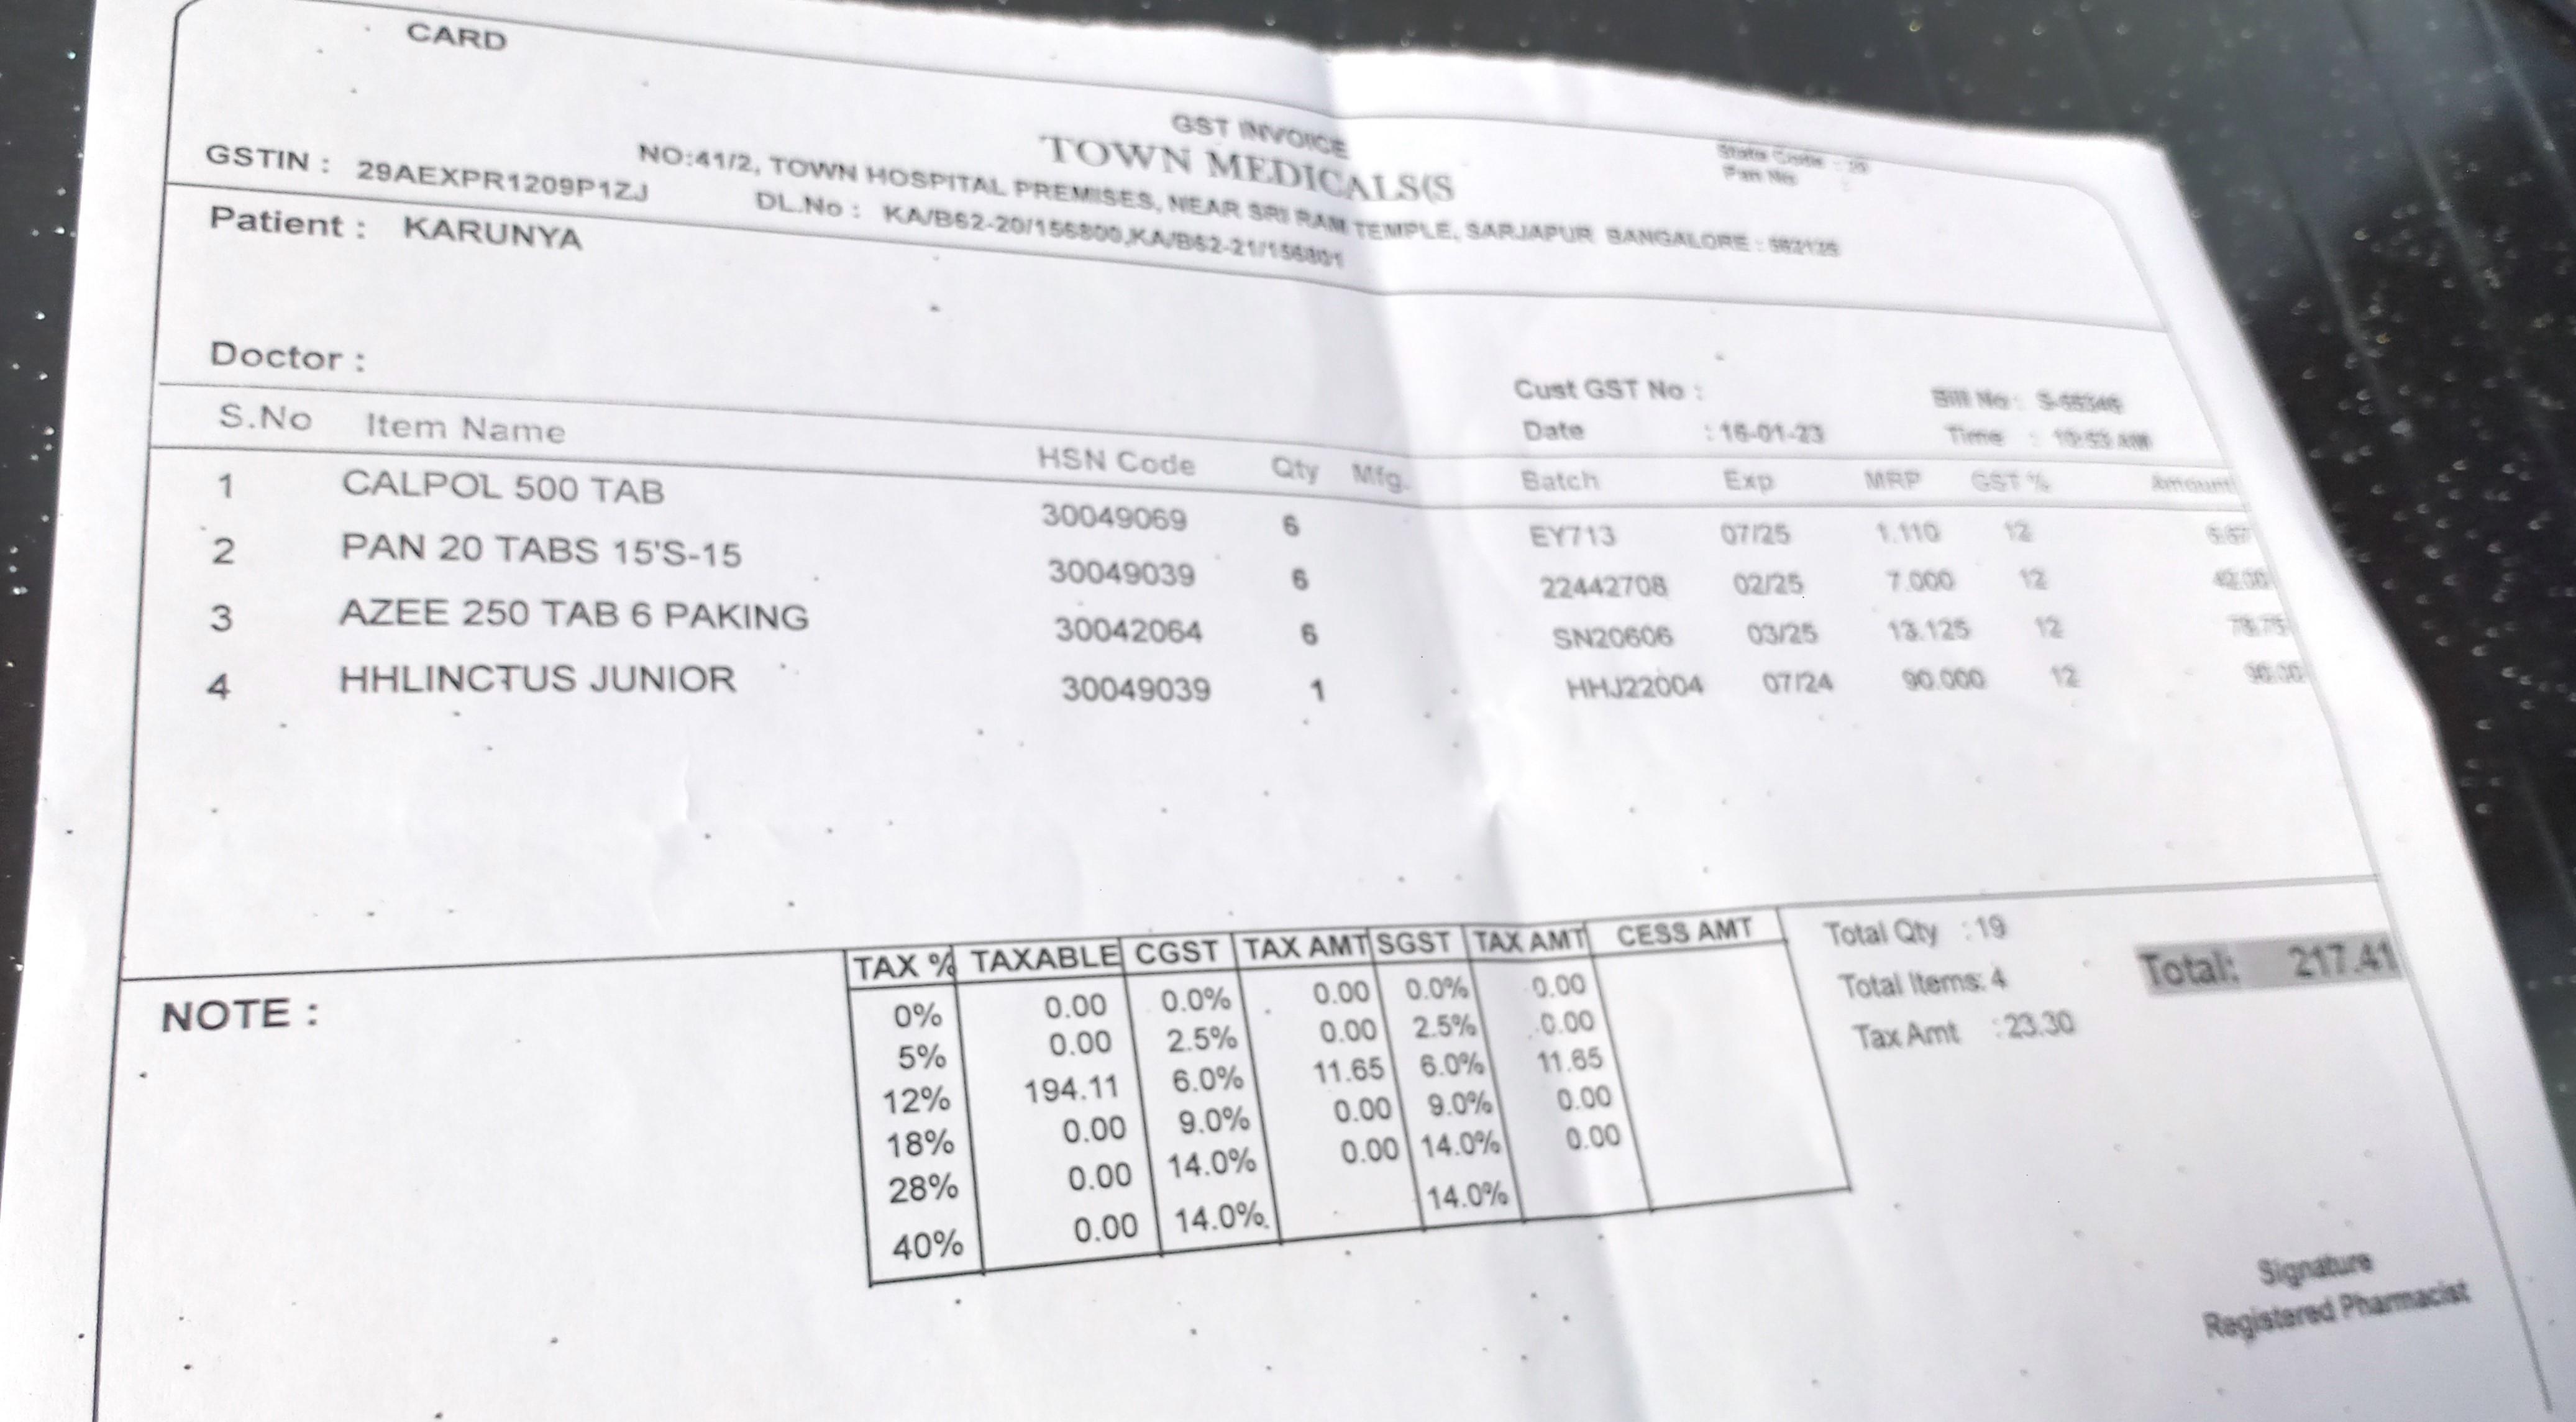 CARD
GST INVOICE
TOWN MEDICALS(S
State Code : 29
Pan No :
GSTIN : 29AEXPR1209P1ZJ
NO:41/2, TOWN HOSPITAL PREMISES, NEAR SRI RAM TEMPLE, SARJAPUR BANGALORE : 562125
DL.No : KA/B62-20/156800,KA/B62-21/156801
Patient : KARUNYA
Doctor :
Cust GST No : Bill No :
Date : 16-01-23 Time : 10:53 AM
S.No Item Name HSN Code Qty Mfg. Batch Exp MRP GST % Amount
1 CALPOL 500 TAB 30049069 6 EY713 07/25 1.110 12 6.67
2 PAN 20 TABS 15'S-15 30049039 6 22442708 02/25 7.000 12 42.00
3 AZEE 250 TAB 6 PAKING 30042064 6 SN20606 03/25 13.125 12 78.75
4 HHLINCTUS JUNIOR 30049039 1 HHJ22004 07/24 90.000 12 90.00
NOTE :
TAX % TAXABLE CGST TAX AMT SGST TAX AMT CESS AMT
0% 0.00 0.0% 0.00 0.0% 0.00
5% 0.00 2.5% 0.00 2.5% 0.00
12% 194.11 6.0% 11.65 6.0% 11.65
18% 0.00 9.0% 0.00 9.0% 0.00
28% 0.00 14.0% 0.00 14.0% 0.00
40% 0.00 14.0% 14.0%
Total Qty : 19
Total Items: 4
Tax Amt : 23.30
Total: 217.41
Signature
Registered Pharmacist